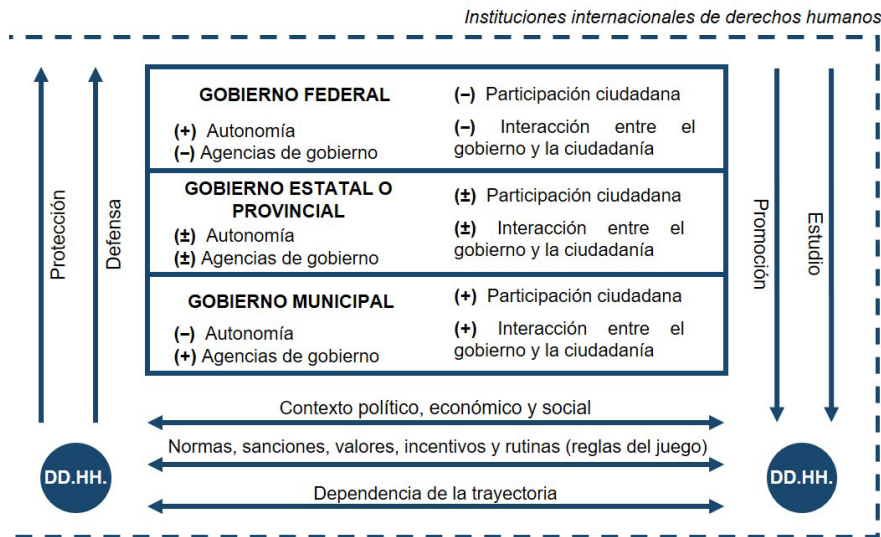 Instituciones internacionales de derechos humanos
Protección
Defensa
GOBIERNO FEDERAL
(+) Autonomía
(−) Agencias de gobierno
(−) Participación ciudadana
(−) Interacción entre el
gobierno y la ciudadanía
GOBIERNO ESTATAL O
PROVINCIAL
(±) Autonomía
(±) Agencias de gobierno
(±) Participación ciudadana
(±) Interacción entre el
gobierno y la ciudadanía
GOBIERNO MUNICIPAL
(−) Autonomía
(+) Agencias de gobierno
(+) Participación ciudadana
(+) Interacción entre el
gobierno y la ciudadanía
Promoción
Estudio
Contexto político, económico y social
Normas, sanciones, valores, incentivos y rutinas (reglas del juego)
Dependencia de la trayectoria
DD.HH.
DD.HH.